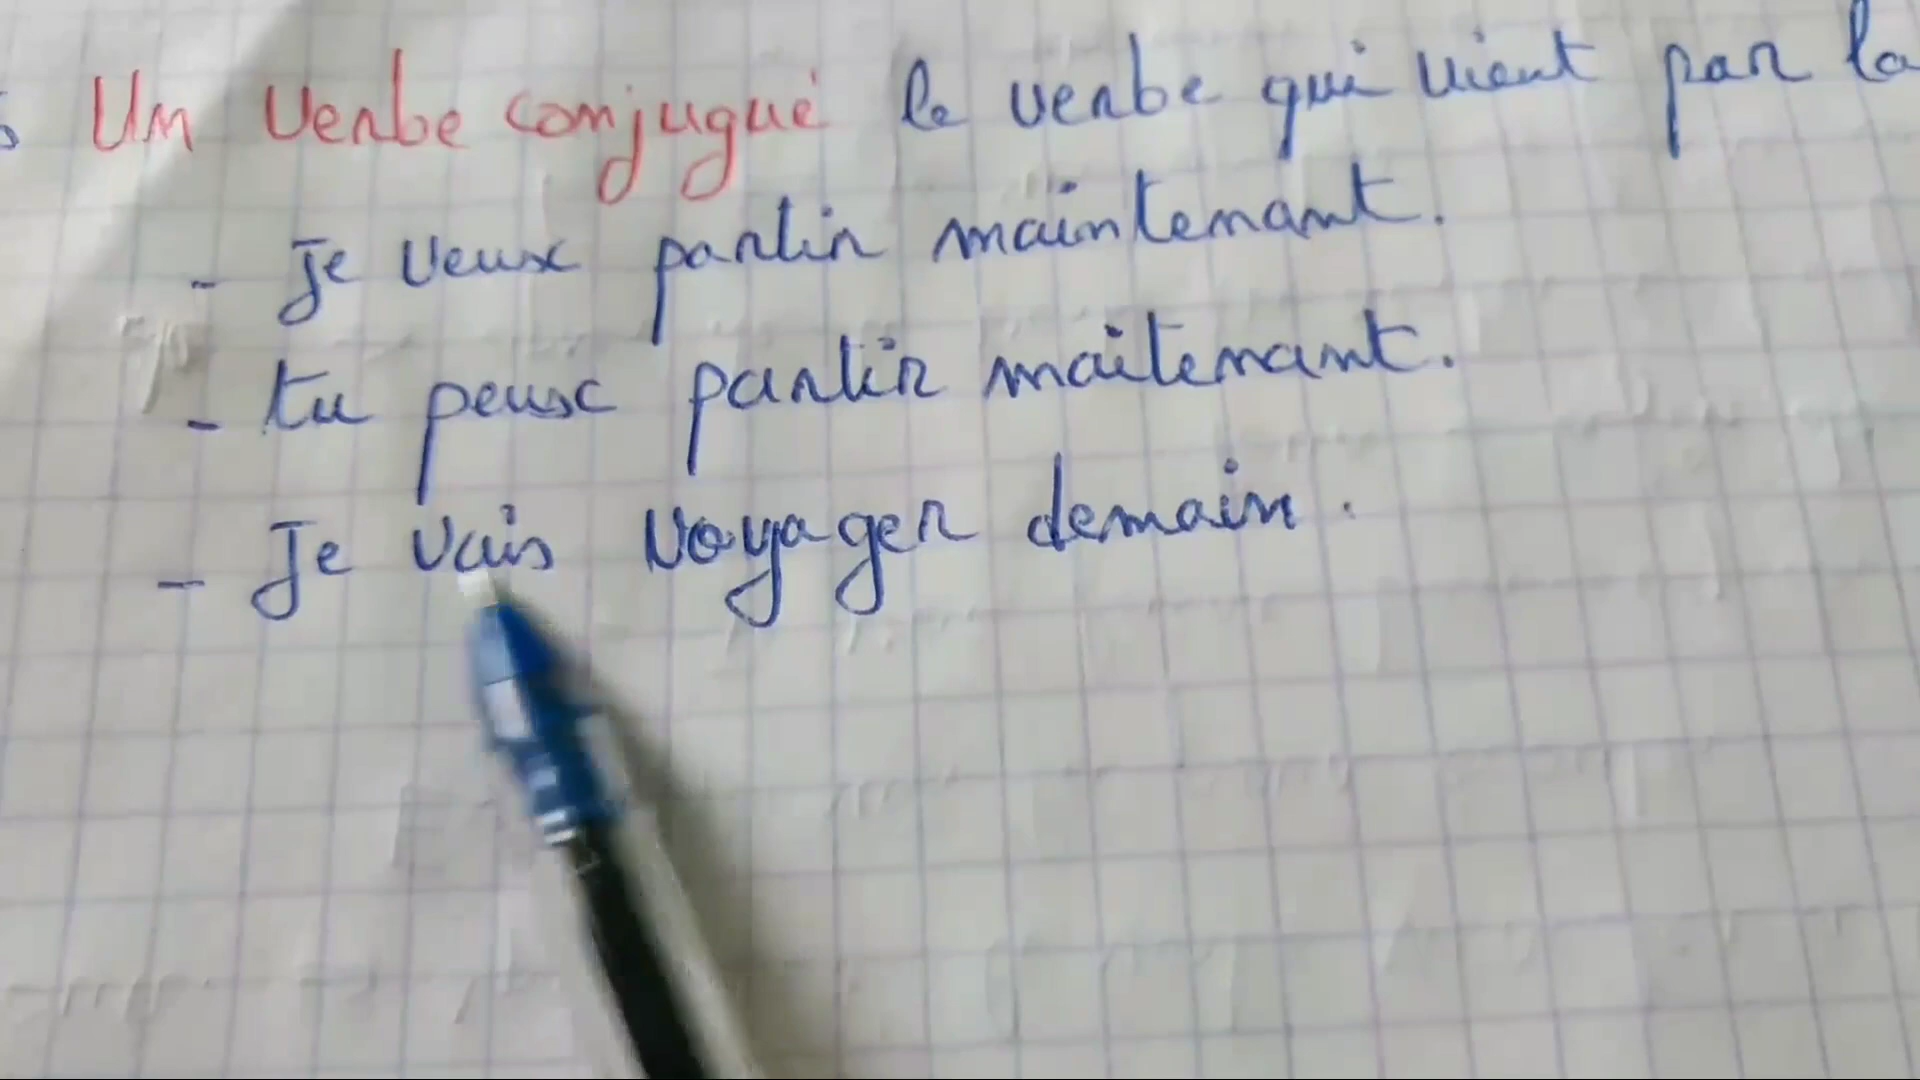 Un verbe conjugué le verbe qui vient par la
- Je veux partir maintenant.
- tu peux partir maitenant.
- Je vais voyager demain.